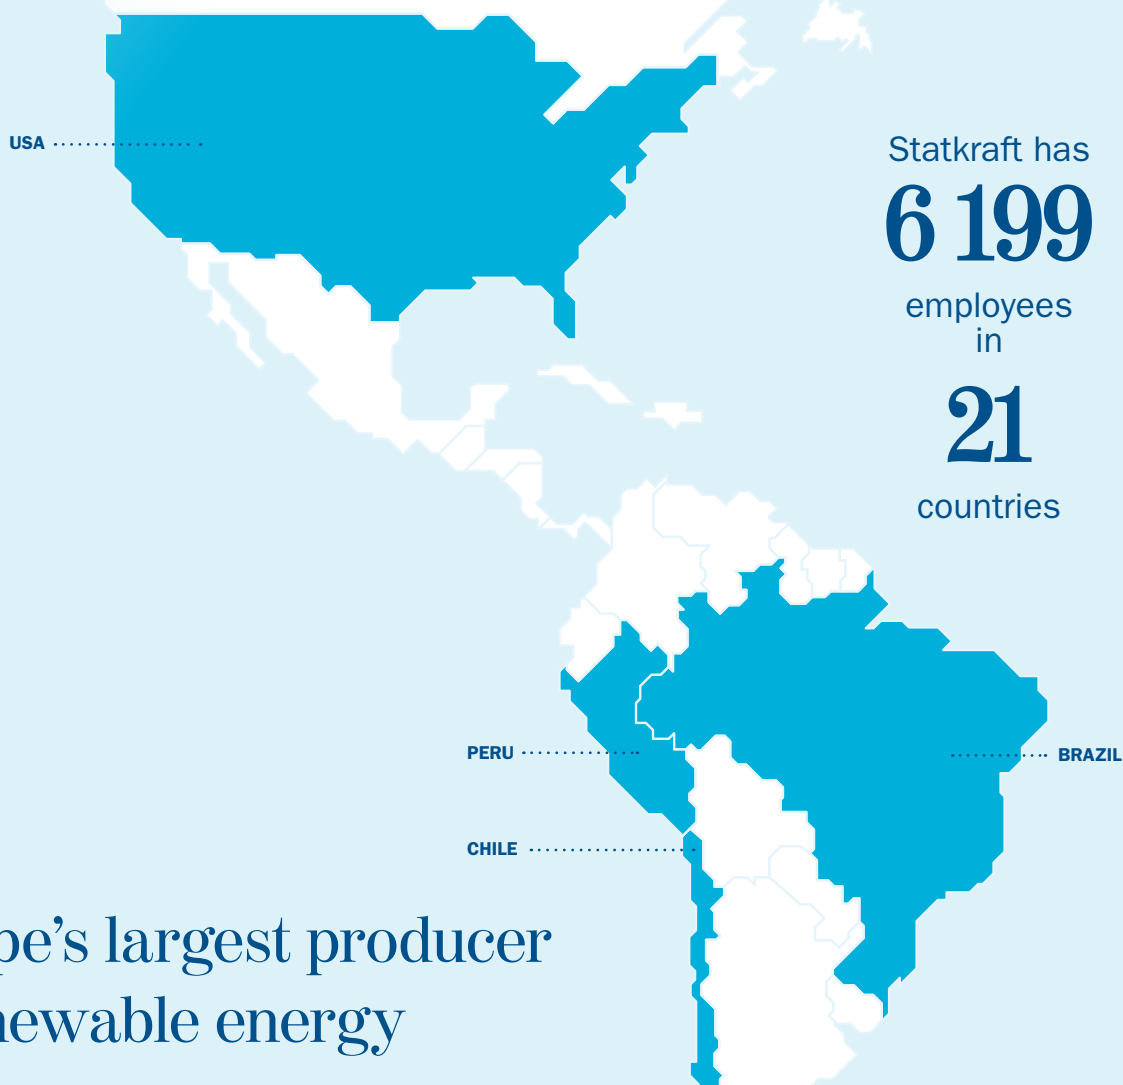 USA
Statkraft has
6 199
employees
in
21
countries
PERU
BRAZIL
CHILE
pe’s largest producer
newable energy